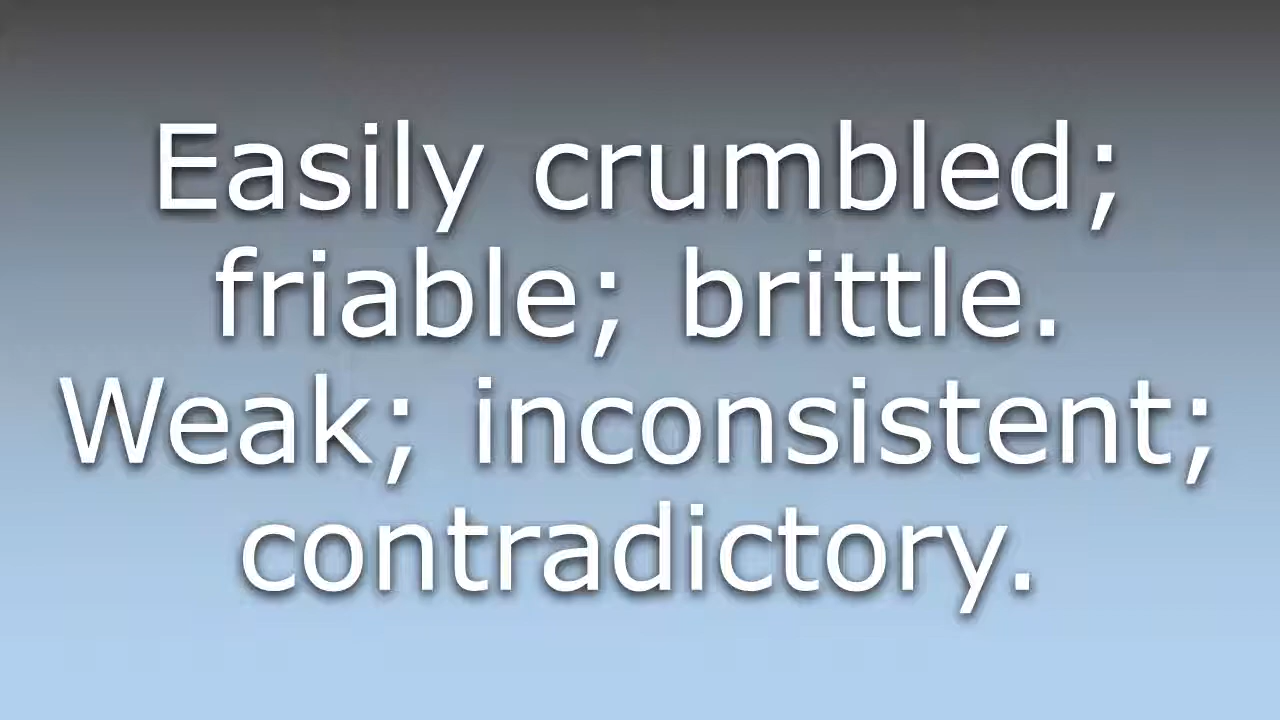 Easily crumbled;
friable; brittle.
Weak; inconsistent;
contradictory.